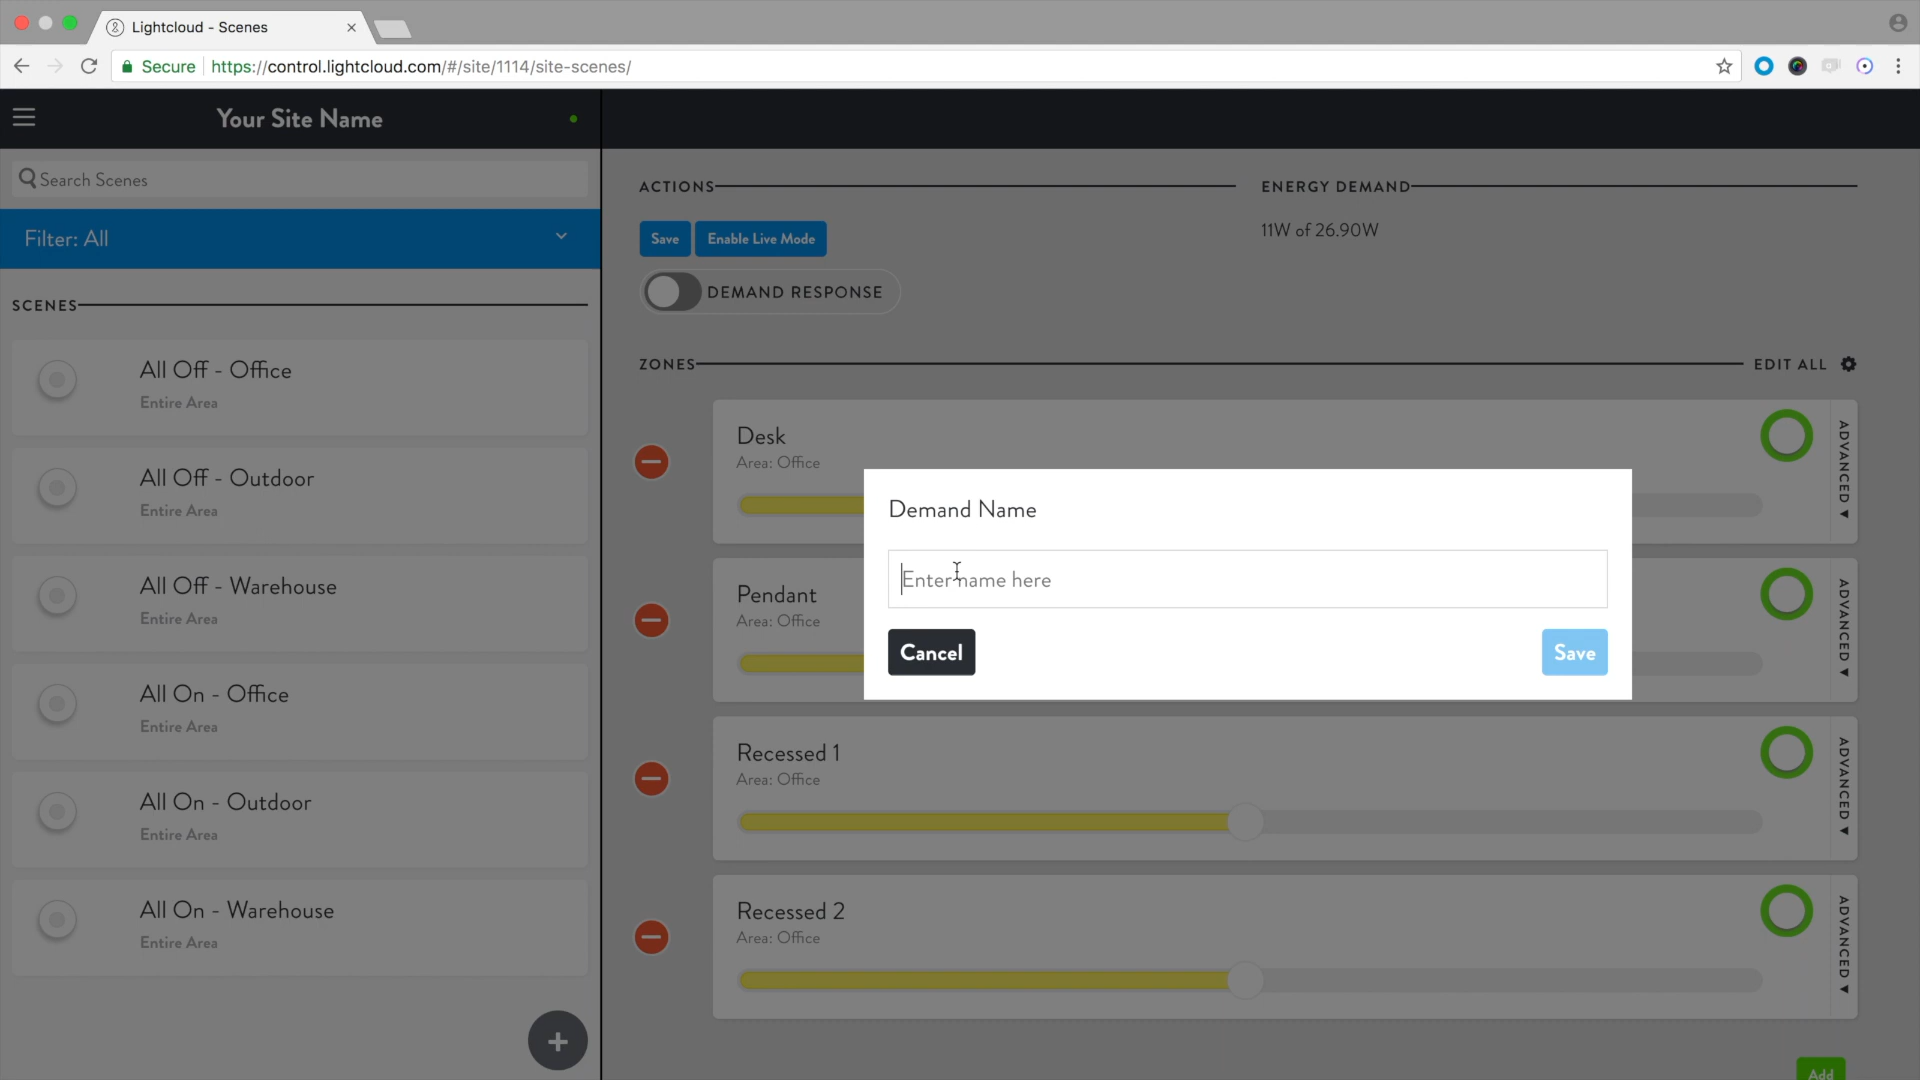 Lightcloud - Scenes
Secure https://control.lightcloud.com/#/site/1114/site-scenes/
Your Site Name
Search Scenes
Filter: All
SCENES
All Off - Office
Entire Area
All Off - Outdoor
Entire Area
All Off - Warehouse
Entire Area
All On - Office
Entire Area
All On - Outdoor
Entire Area
All On - Warehouse
Entire Area
+
ACTIONS
Save
Enable Live Mode
DEMAND RESPONSE
ENERGY DEMAND
11W of 26.90W
ZONES
EDIT ALL
Desk
Area: Office
ADVANCED
Pendant
Area: Office
ADVANCED
Recessed 1
Area: Office
ADVANCED
Recessed 2
Area: Office
ADVANCED
Add
Demand Name
Enter name here
Cancel
Save